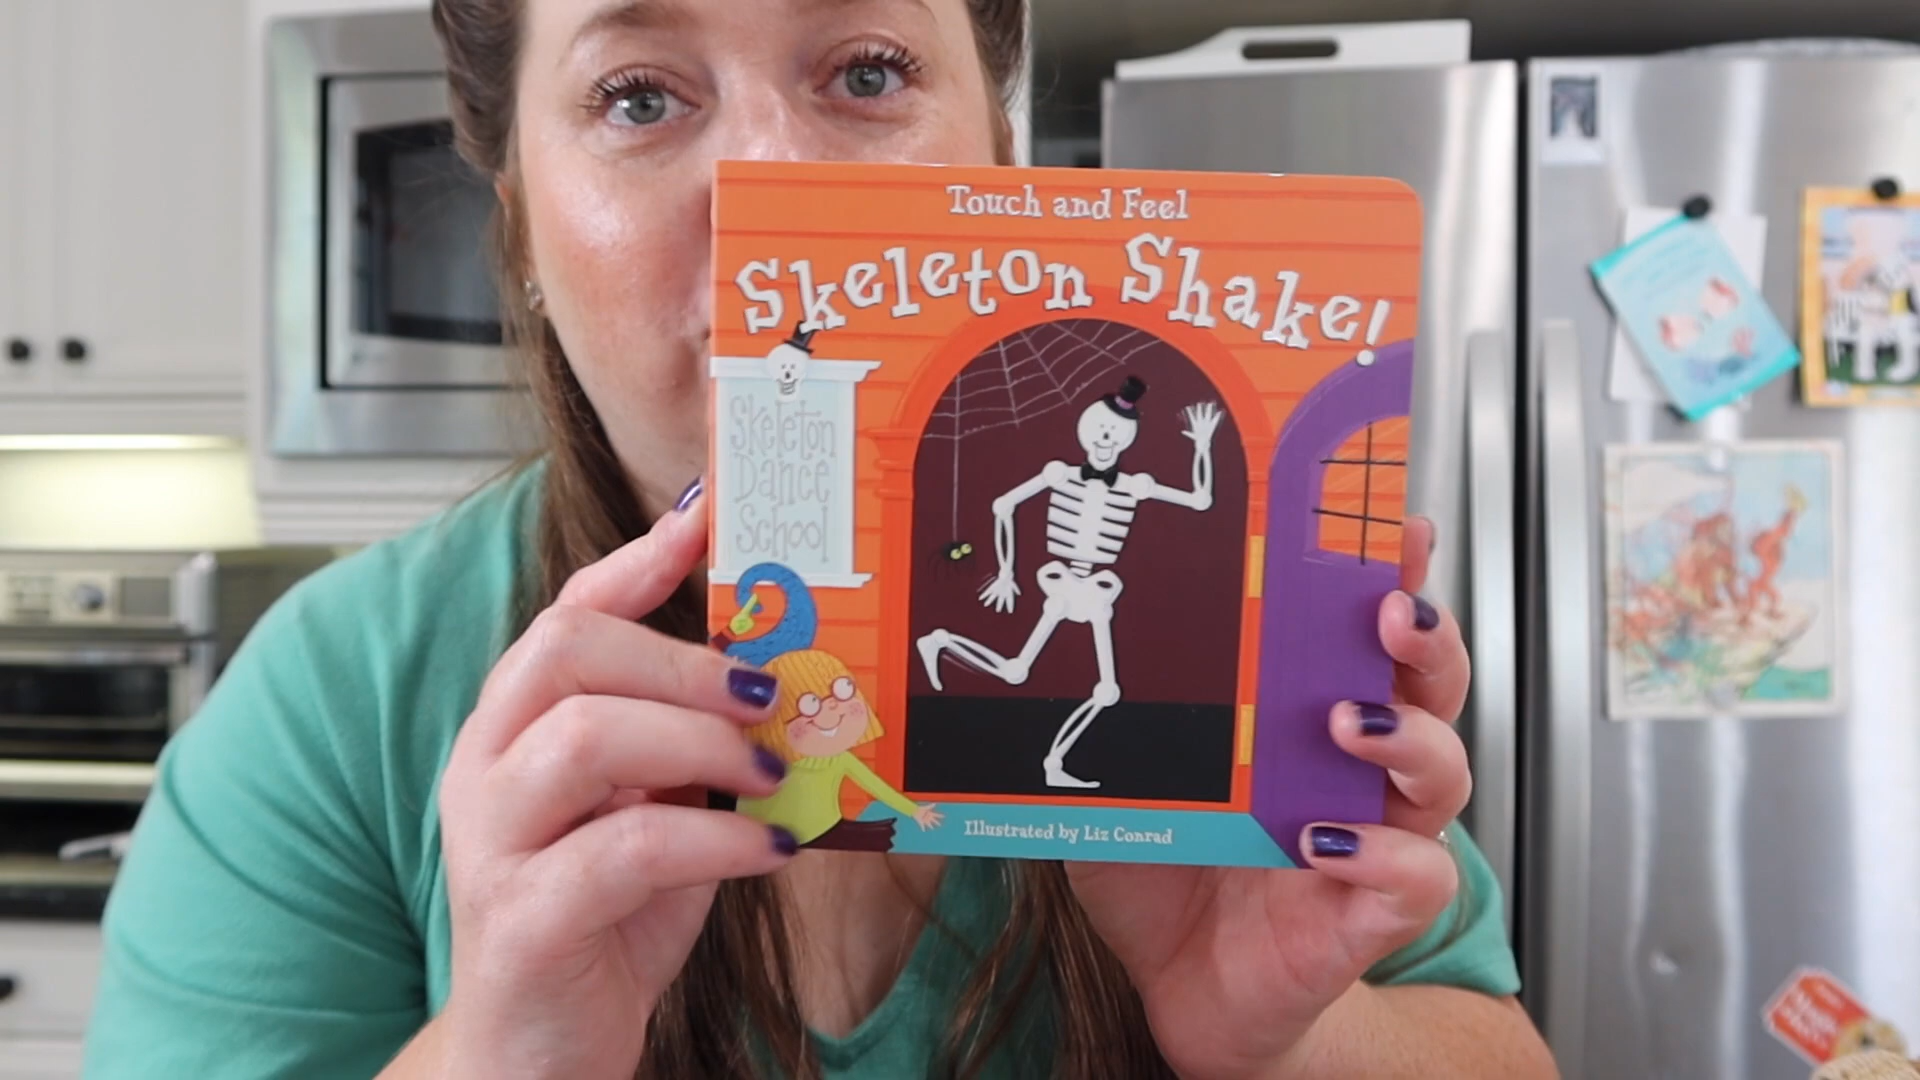 Touch and Feel
Skeleton Shake!
Skeleton
Dance
School
Illustrated by Liz Conrad